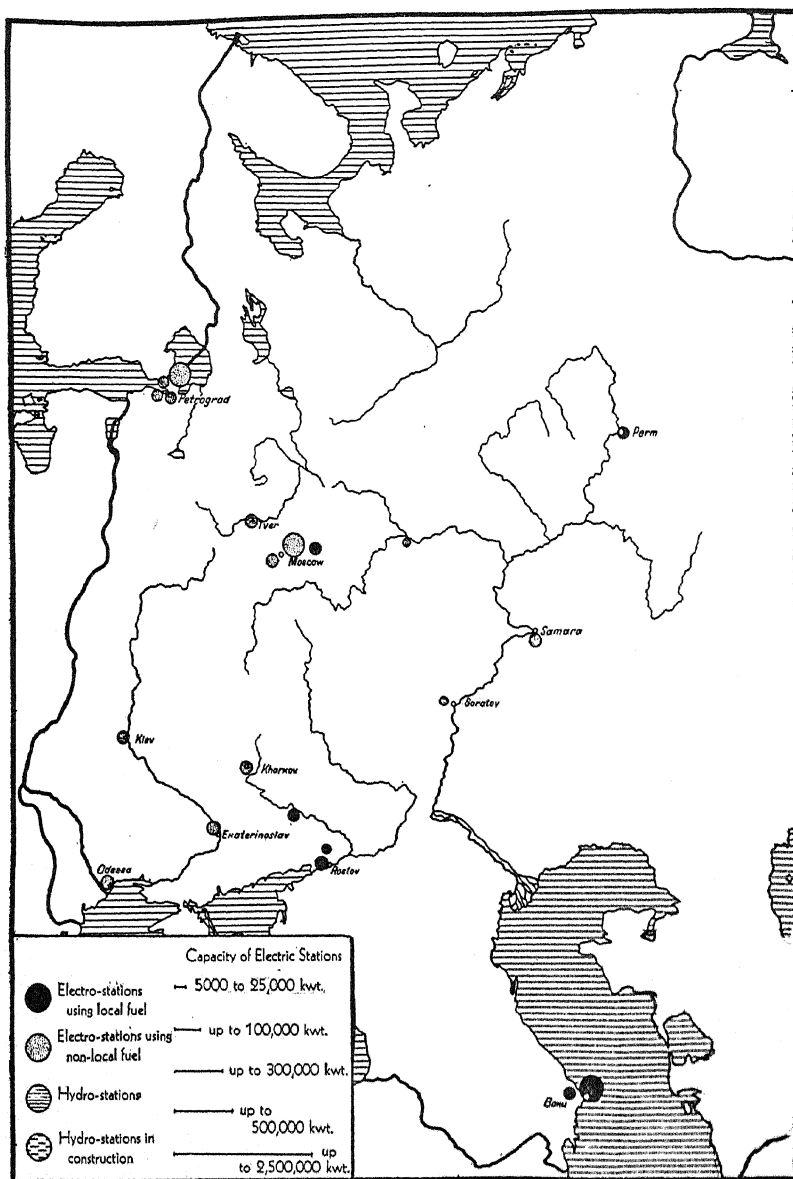 Petrograd
Perm
Tver
Moscow
Samara
Saratov
Kiev
Kharkov
Ekaterinoslav
Odessa
Rostov
Baku
Capacity of Electric Stations
Electro-stations
using local fuel
5000 to 25,000 kwt.
Electro-stations using
non-local fuel
up to 100,000 kwt.
up to 300,000 kwt.
Hydro-stations
up to
500,000 kwt.
Hydro-stations in
construction
up
to 2,500,000 kwt.